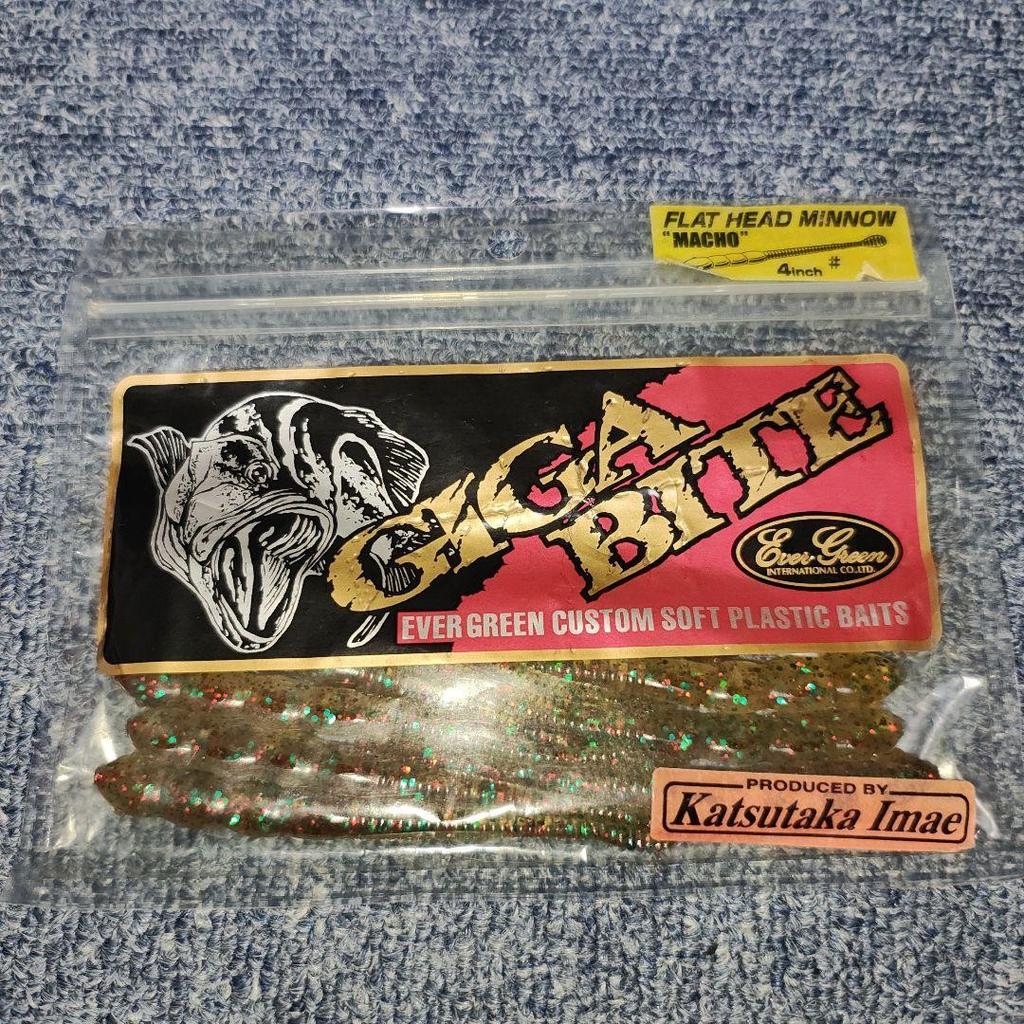 FLAT HEAD MINNOW
"MACHO"
4inch #
GIGA
BITE
Ever Green
INTERNATIONAL CO.,LTD.
EVER GREEN CUSTOM SOFT PLASTIC BAITS
PRODUCED BY
Katsutaka Imae